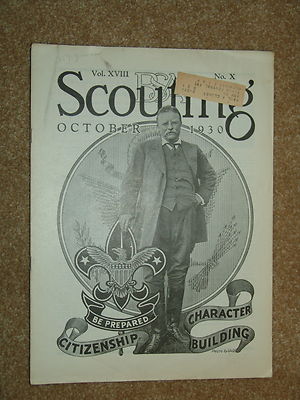 Vol. XVIII No. X
Scouting
OCTOBER 1930
BE PREPARED
CITIZENSHIP
CHARACTER
BUILDING